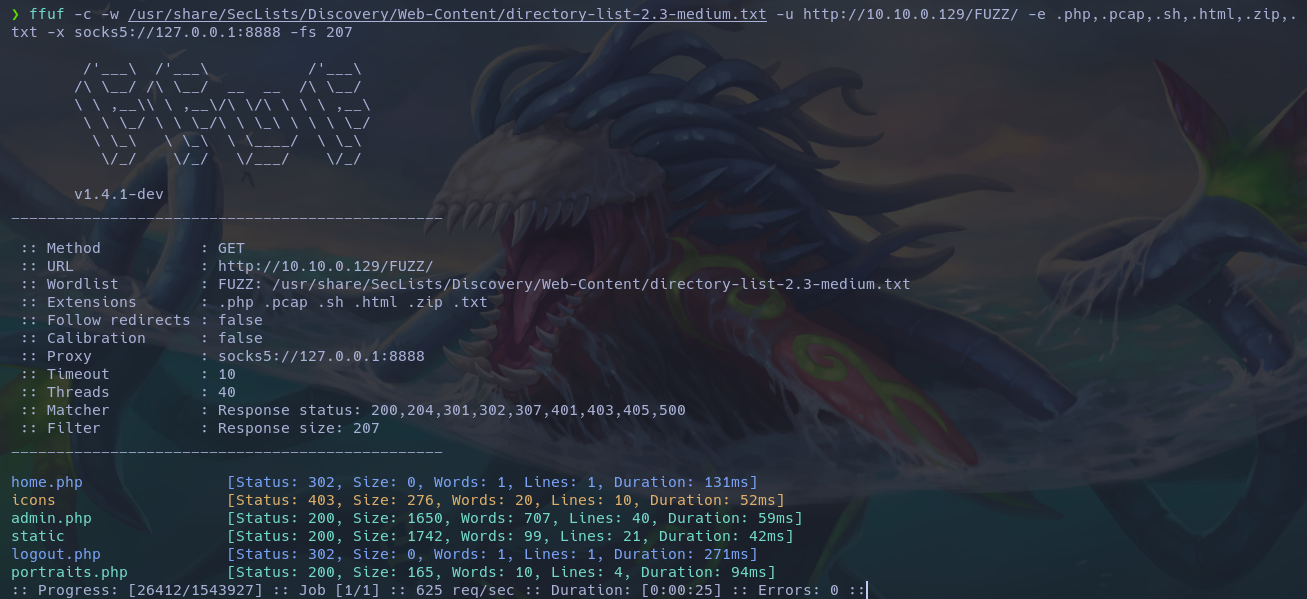 ❯ ffuf -c -w /usr/share/SecLists/Discovery/Web-Content/directory-list-2.3-medium.txt -u http://10.10.0.129/FUZZ/ -e .php,.pcap,.sh,.html,.zip,.
txt -x socks5://127.0.0.1:8888 -fs 207
        /'___\  /'___\           /'___\
       /\ \__/ /\ \__/  __  __  /\ \__/
       \ \ ,__\\ \ ,__\/\ \/\ \ \ \ ,__\
        \ \ \_/ \ \ \_/\ \ \_\ \ \ \ \_/
         \ \_\   \ \_\  \ \____/  \ \_\
          \/_/    \/_/   \/___/    \/_/
       v1.4.1-dev
________________________________________________
 :: Method           : GET
 :: URL              : http://10.10.0.129/FUZZ/
 :: Wordlist         : FUZZ: /usr/share/SecLists/Discovery/Web-Content/directory-list-2.3-medium.txt
 :: Extensions       : .php .pcap .sh .html .zip .txt
 :: Follow redirects : false
 :: Calibration      : false
 :: Proxy            : socks5://127.0.0.1:8888
 :: Timeout          : 10
 :: Threads          : 40
 :: Matcher          : Response status: 200,204,301,302,307,401,403,405,500
 :: Filter           : Response size: 207
________________________________________________
home.php                [Status: 302, Size: 0, Words: 1, Lines: 1, Duration: 131ms]
icons                   [Status: 403, Size: 276, Words: 20, Lines: 10, Duration: 52ms]
admin.php               [Status: 200, Size: 1650, Words: 707, Lines: 40, Duration: 59ms]
static                  [Status: 200, Size: 1742, Words: 99, Lines: 21, Duration: 42ms]
logout.php              [Status: 302, Size: 0, Words: 1, Lines: 1, Duration: 271ms]
portraits.php           [Status: 200, Size: 165, Words: 10, Lines: 4, Duration: 94ms]
:: Progress: [26412/1543927] :: Job [1/1] :: 625 req/sec :: Duration: [0:00:25] :: Errors: 0 ::